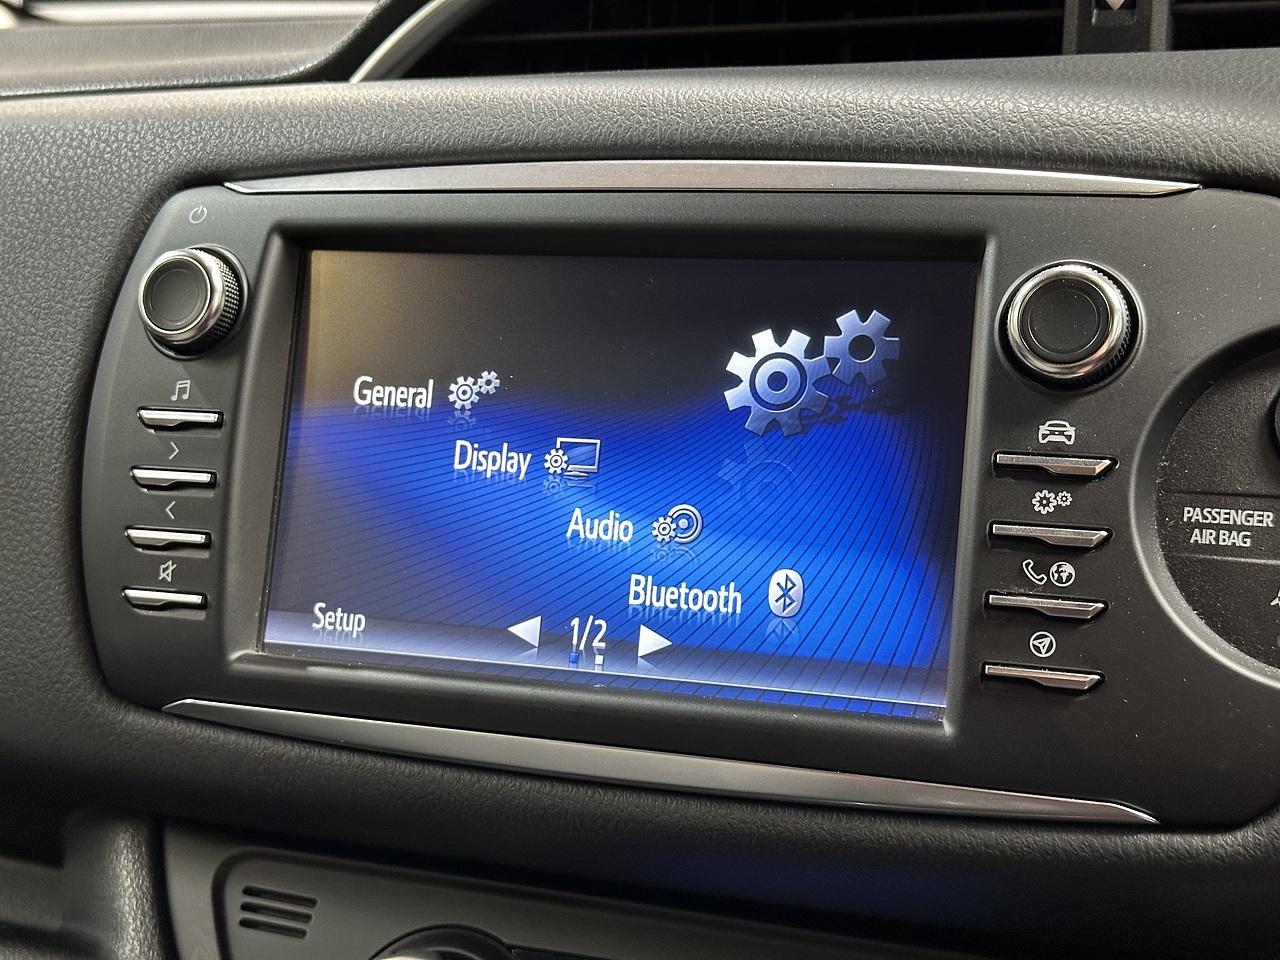 General
Display
Audio
Bluetooth
Setup
1/2
PASSENGER
AIR BAG